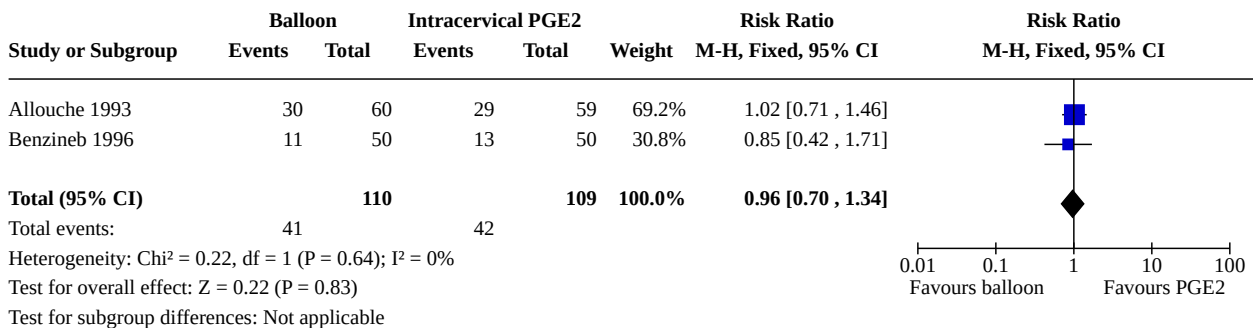 Balloon Intracervical PGE2 Risk Ratio Risk Ratio
Study or Subgroup Events Total Events Total Weight M-H, Fixed, 95% CI M-H, Fixed, 95% CI
Allouche 1993 30 60 29 59 69.2% 1.02 [0.71 , 1.46]
Benzineb 1996 11 50 13 50 30.8% 0.85 [0.42 , 1.71]
Total (95% CI) 110 109 100.0% 0.96 [0.70 , 1.34]
Total events: 41 42
Heterogeneity: Chi² = 0.22, df = 1 (P = 0.64); I² = 0%
Test for overall effect: Z = 0.22 (P = 0.83)
Test for subgroup differences: Not applicable
0.01 0.1 1 10 100
Favours balloon Favours PGE2